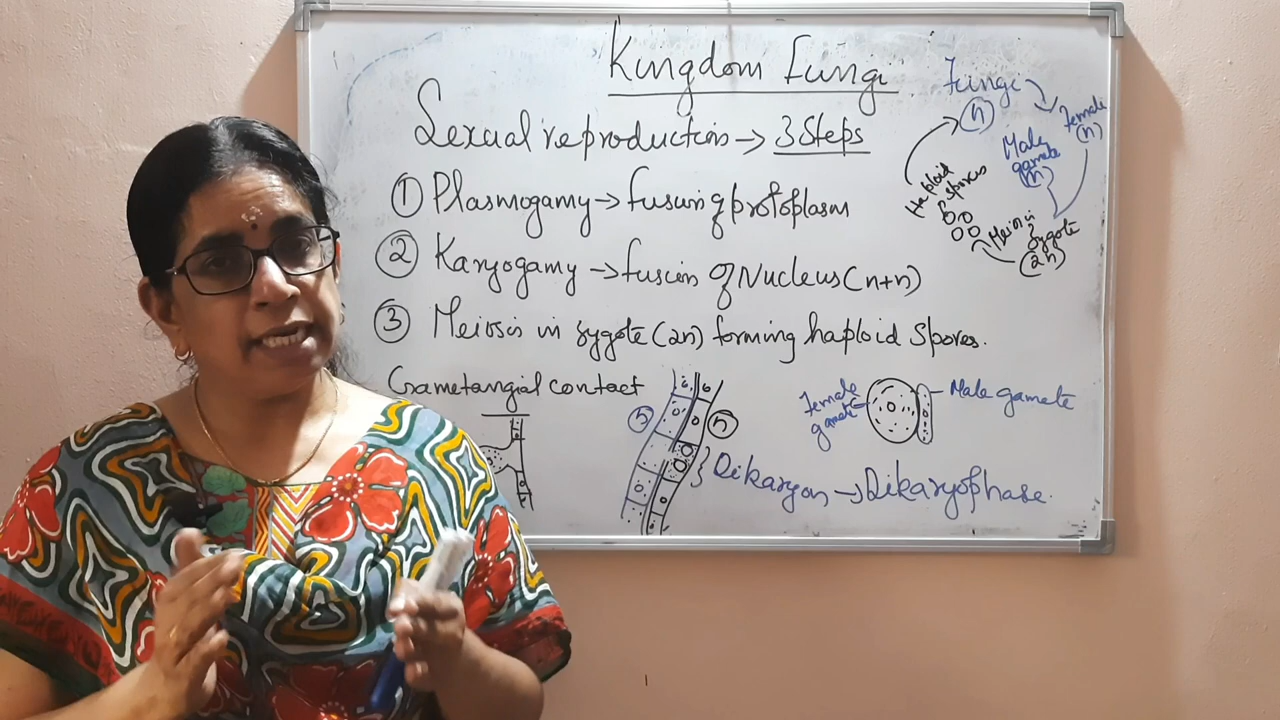 Kingdom Fungi
Sexual reproduction → 3 Steps
① Plasmogamy → fusion of protoplasm
② Karyogamy → fusion of Nucleus (n+n)
③ Meiosis in zygote (2n) forming haploid Spores.
Fungi
(n)
Female
(n)
Male
gamete
(n)
Zygote
(2n)
Meiosis
Haploid
spores
Gametangial contact
n
n
Dikaryon → Dikaryophase.
Female
gamete
Male gamete